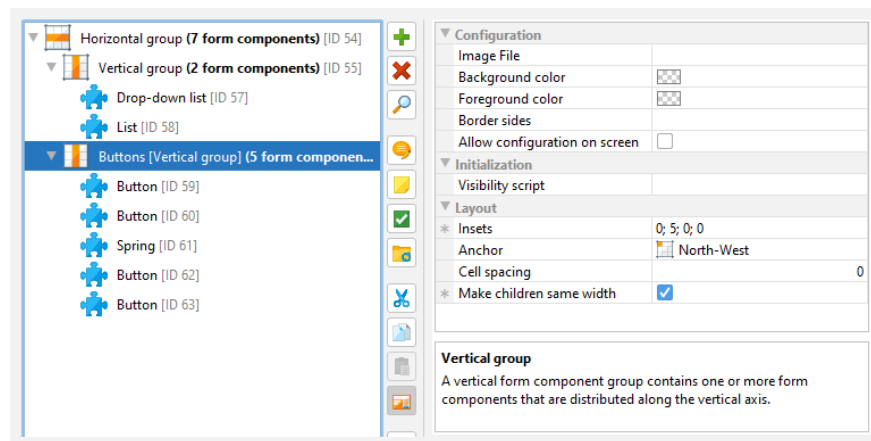 Horizontal group (7 form components) [ID 54]
Vertical group (2 form components) [ID 55]
Drop-down list [ID 57]
List [ID 58]
Buttons [Vertical group] (5 form componen...
Button [ID 59]
Button [ID 60]
Spring [ID 61]
Button [ID 62]
Button [ID 63]
Configuration
Image File
Background color
Foreground color
Border sides
Allow configuration on screen
Initialization
Visibility script
Layout
* Insets 0; 5; 0; 0
Anchor North-West
Cell spacing 0
* Make children same width
Vertical group
A vertical form component group contains one or more form
components that are distributed along the vertical axis.